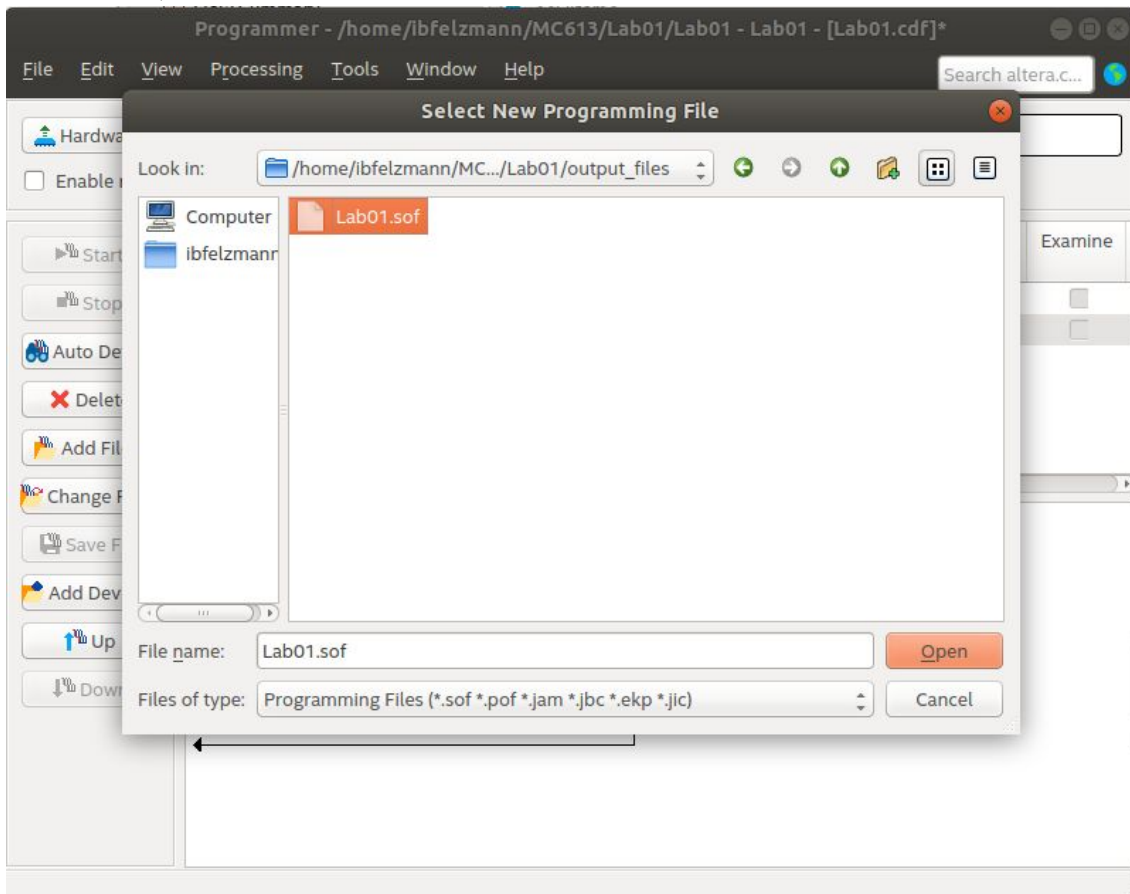 Programmer - /home/ibfelzmann/MC613/Lab01/Lab01 - Lab01 - [Lab01.cdf]*
File Edit View Processing Tools Window Help
Search altera.c...
Select New Programming File
Hardwa
Enable
Look in:
/home/ibfelzmann/MC.../Lab01/output_files
Computer
ibfelzmann
Lab01.sof
Examine
Start
Stop
Auto De
Delet
Add Fil
Change F
Save F
Add Dev
Up
Down
File name:
Lab01.sof
Open
Files of type:
Programming Files (*.sof *.pof *.jam *.jbc *.ekp *.jic)
Cancel